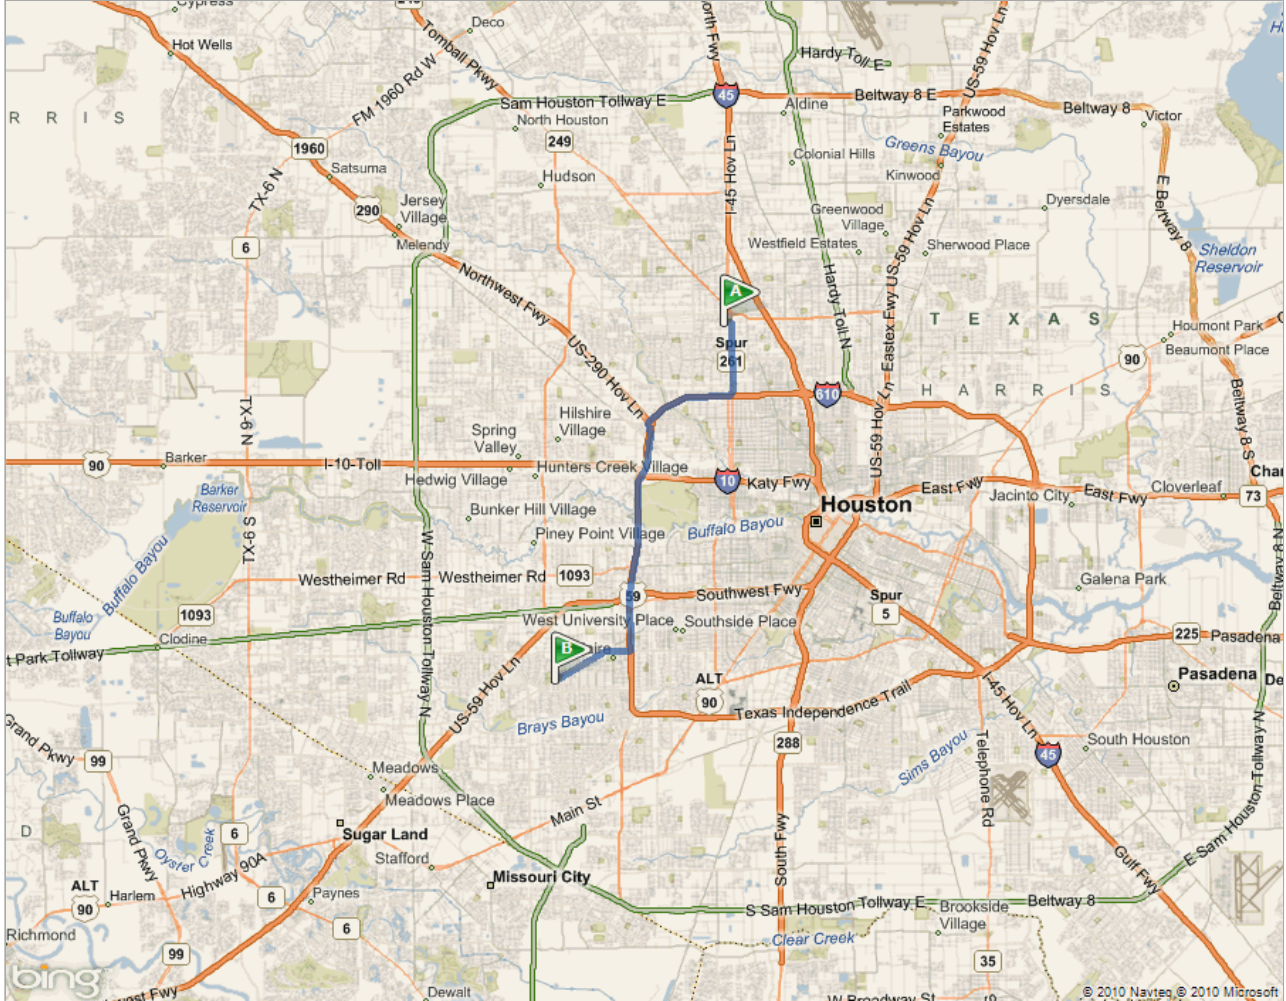 Cypress
Hot Wells
Deco
Tomball Pkwy
FM 1960 Rd W
North Fwy
45
Hardy Toll E
US-59 Hov Ln
Sam Houston Tollway E
Aldine
Beltway 8 E
Beltway 8
Victor
R R I S
North Houston
Parkwood
Estates
1960
249
Satsuma
Hudson
I-45 Hov Ln
Colonial Hills
Greens Bayou
Kinwood
TX-6 N
290
Jersey
Village
Melendy
Greenwood
Village
Westfield Estates
Dyersdale
Sherwood Place
E Beltway 8
Sheldon
Reservoir
6
Northwest Fwy
A
Hardy Toll N
Eastex Fwy US-59 Hov Ln
T E X A S
Houmont Park
Beaumont Place
90
US-290 Hov Ln
Spur
261
610
H A R R I S
TX-6 N
Hilshire
Village
Spring
Valley
US-59 Hov Ln
Beltway 8 S
90
Barker
I-10-Toll
Hunters Creek Village
Hedwig Village
10
Katy Fwy
East Fwy
Jacinto City
East Fwy
Cloverleaf
73
Barker
Reservoir
Bunker Hill Village
Houston
Buffalo Bayou
Piney Point Village
TX-6 S
Buffalo Bayou
W Sam Houston Tollway N
Westheimer Rd
Westheimer Rd
1093
Galena Park
Beltway 8 N
1093
59
Southwest Fwy
Spur
5
Buffalo
Bayou
Clodine
West University Place
Southside Place
225
Pasadena
t Park Tollway
B
aire
US-59 Hov Ln
ALT
90
Pasadena
Brays Bayou
Texas Independence Trail
I-45 Hov Ln
Grand Pkwy
99
288
Sims Bayou
Telephone Rd
45
South Houston
Meadows
Meadows Place
Grand Pkwy
Main St
D
6
Sugar Land
Oyster Creek
Stafford
South Fwy
Gulf Fwy
E Sam Houston Tollway N
Highway 90A
ALT
90
Harlem
6
Paynes
Missouri City
S Sam Houston Tollway E
Brookside
Village
Beltway 8
Richmond
6
Clear Creek
99
35
bing
Dewalt
W Broadway St
© 2010 Navteq © 2010 Microsoft